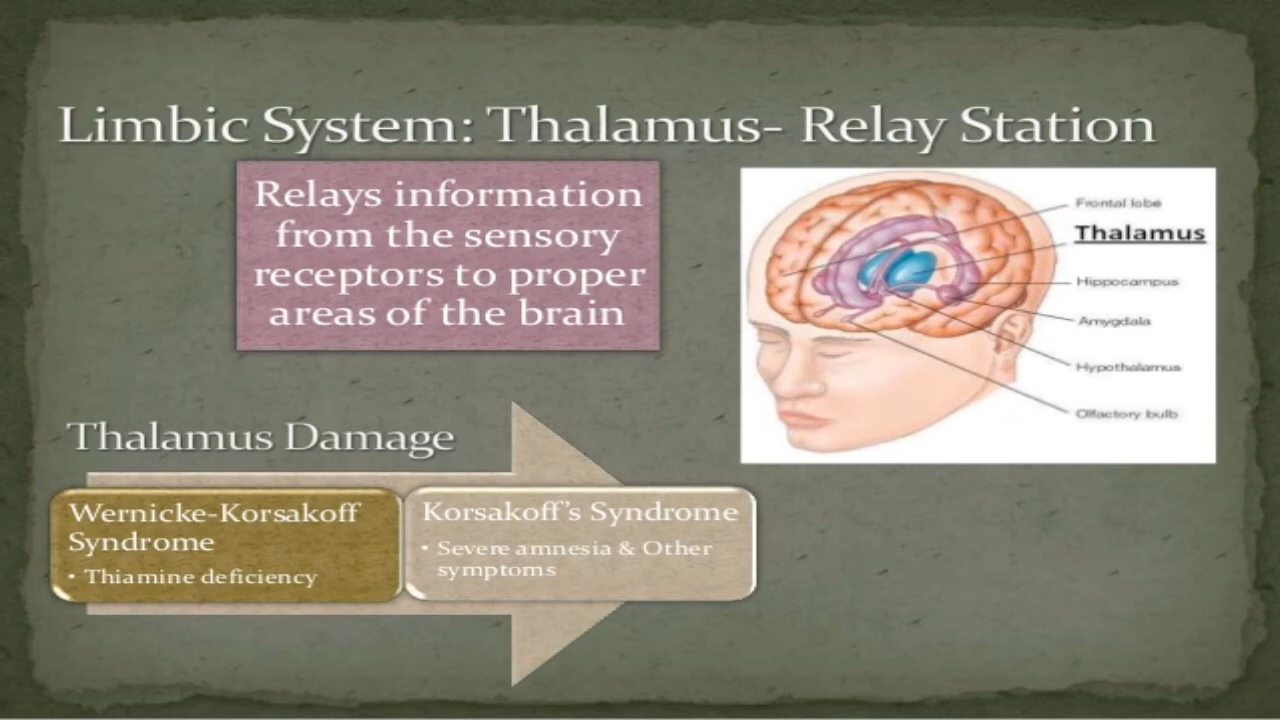 Limbic System: Thalamus- Relay Station
Relays information
from the sensory
receptors to proper
areas of the brain
Frontal lobe
Thalamus
Hippocampus
Amygdala
Hypothalamus
Olfactory bulb
Thalamus Damage
Wernicke-Korsakoff
Syndrome
• Thiamine deficiency
Korsakoff's Syndrome
• Severe amnesia & Other
symptoms